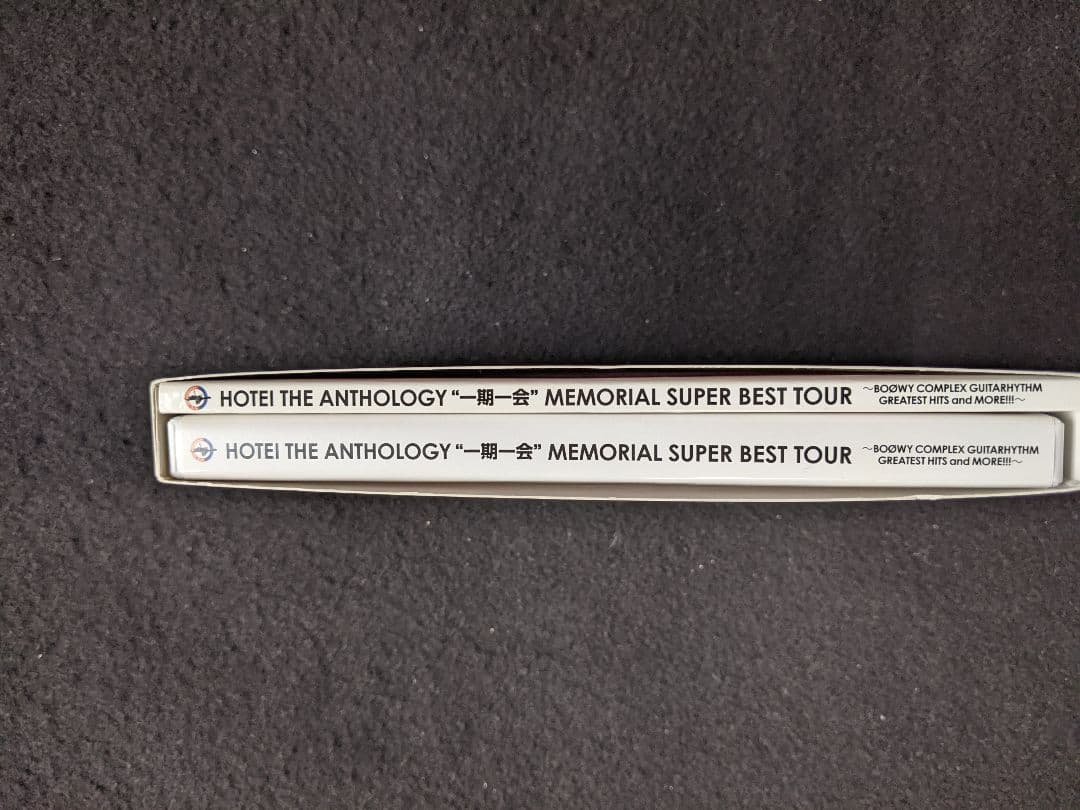 HOTEI THE ANTHOLOGY “一期一会” MEMORIAL SUPER BEST TOUR ～BOØWY COMPLEX GUITARHYTHM
GREATEST HITS and MORE!!!～
HOTEI THE ANTHOLOGY “一期一会” MEMORIAL SUPER BEST TOUR ～BOØWY COMPLEX GUITARHYTHM
GREATEST HITS and MORE!!!～